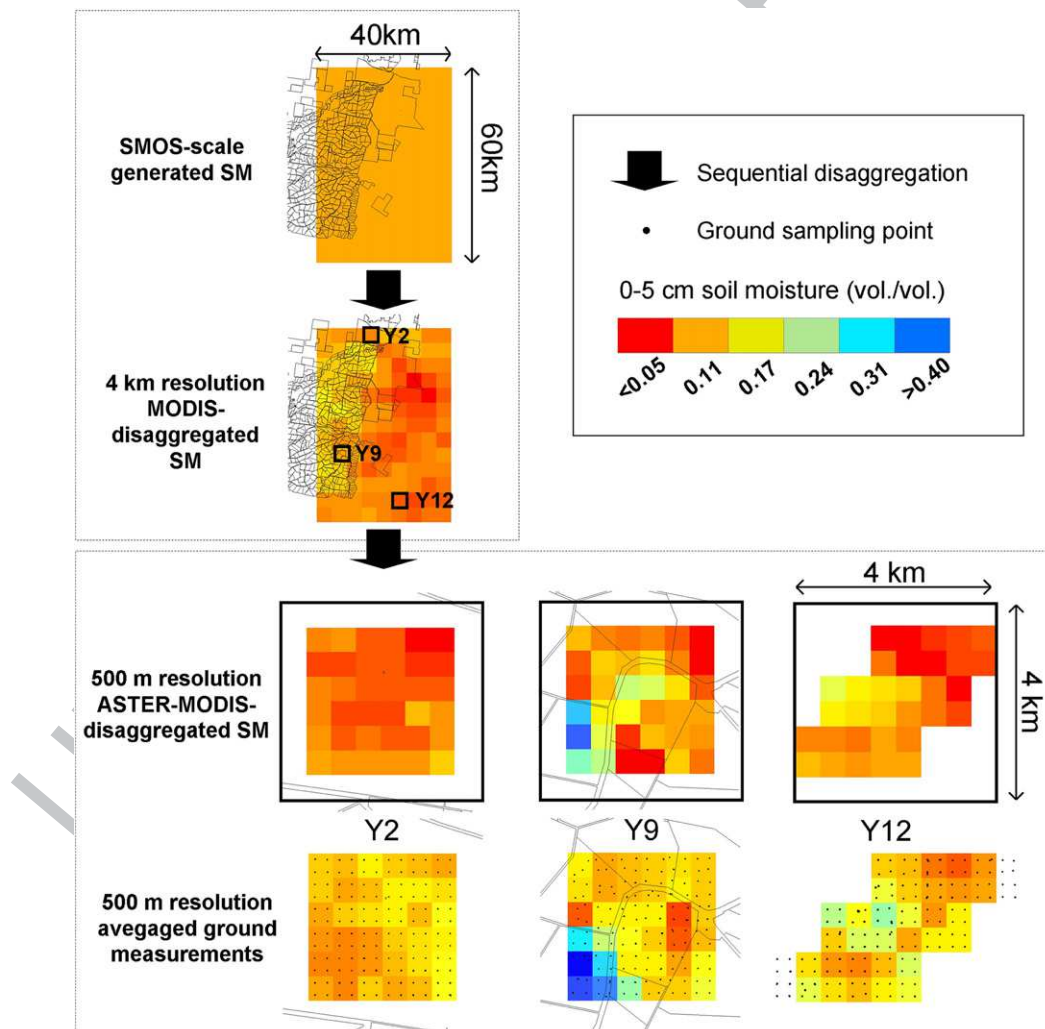 40km
60km
SMOS-scale
generated SM
Sequential disaggregation
Ground sampling point
0-5 cm soil moisture (vol./vol.)
<0.05
0.11
0.17
0.24
0.31
>0.40
Y2
4 km resolution
MODIS-
disaggregated
SM
Y9
Y12
4 km
4 km
500 m resolution
ASTER-MODIS-
disaggregated SM
Y2
Y9
Y12
500 m resolution
avegaged ground
measurements